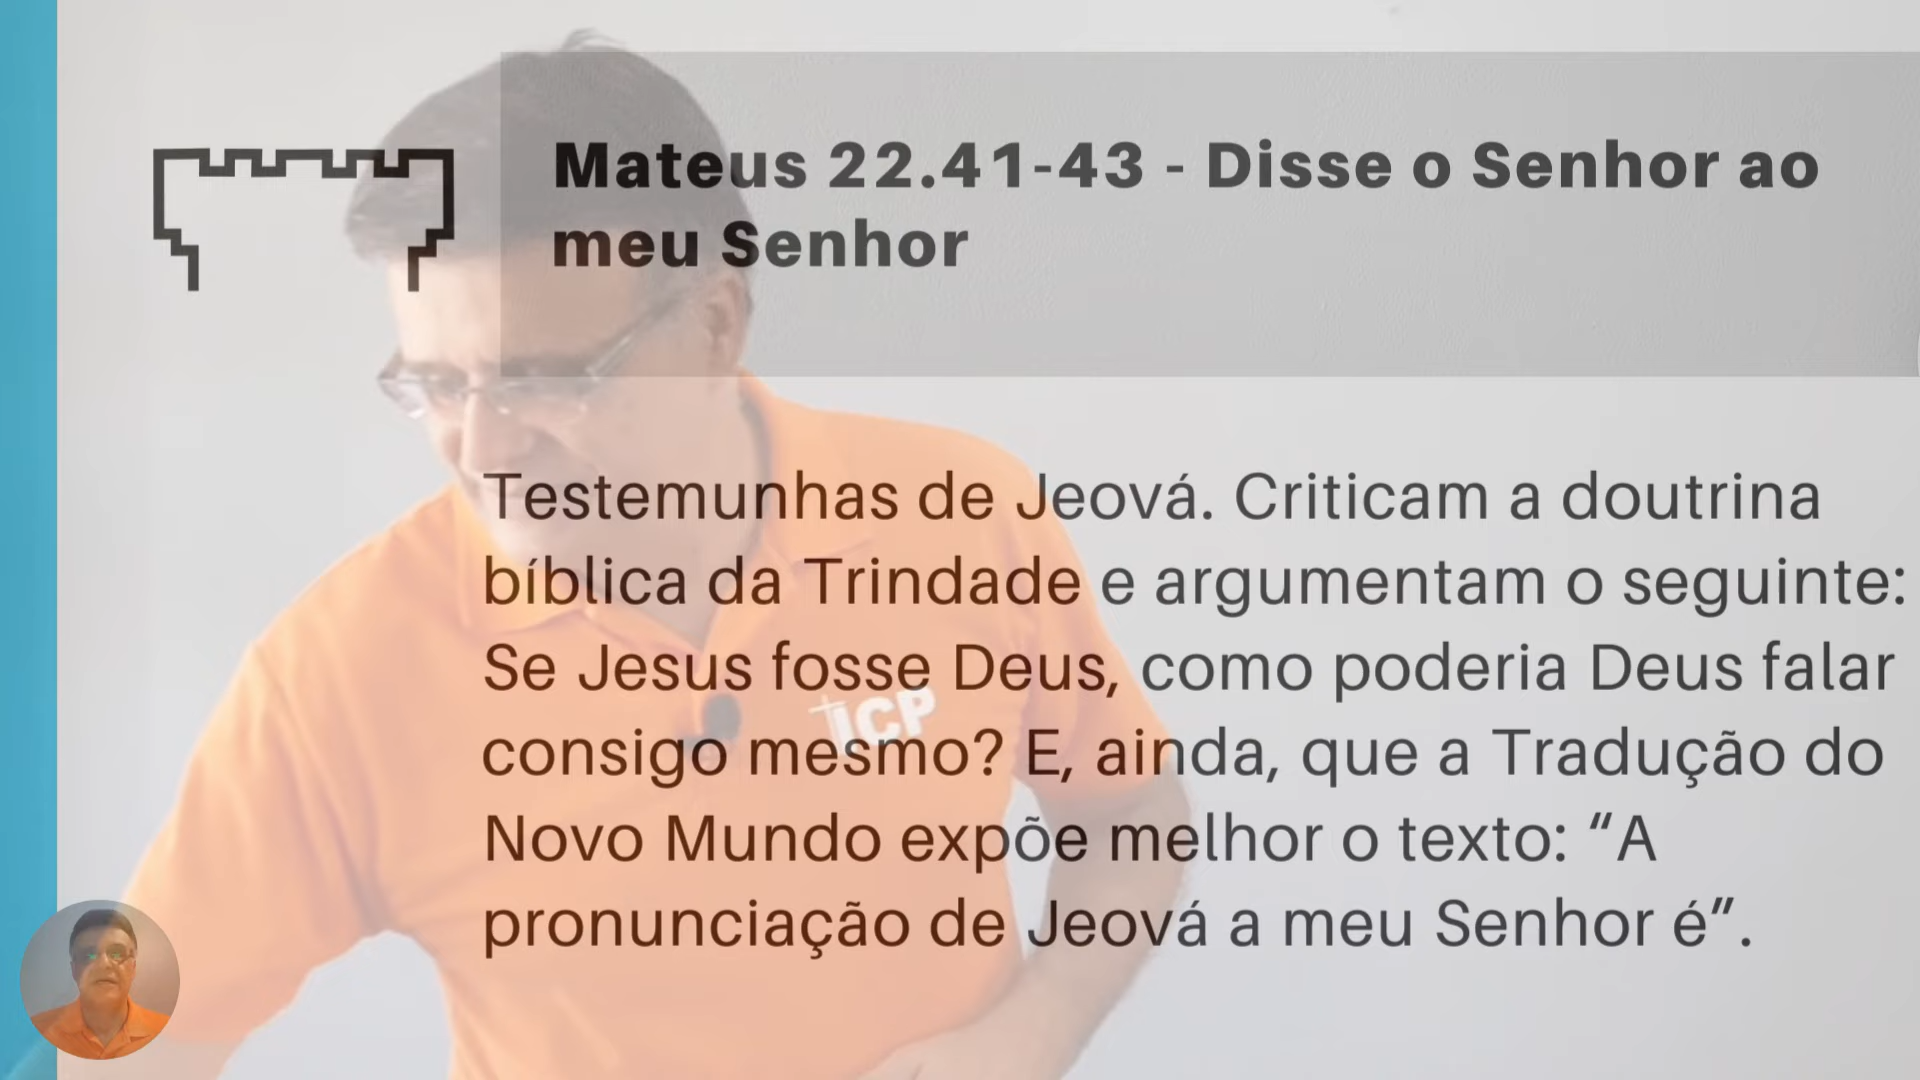 Mateus 22.41-43 - Disse o Senhor ao
meu Senhor
Testemunhas de Jeová. Criticam a doutrina
bíblica da Trindade e argumentam o seguinte:
Se Jesus fosse Deus, como poderia Deus falar
consigo mesmo? E, ainda, que a Tradução do
Novo Mundo expõe melhor o texto: “A
pronunciação de Jeová a meu Senhor é”.
ICP